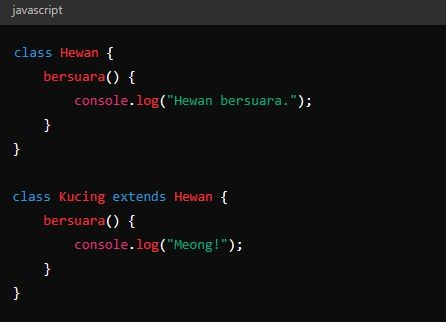 javascript
class Hewan {
    bersuara() {
        console.log("Hewan bersuara.");
    }
}
class Kucing extends Hewan {
    bersuara() {
        console.log("Meong!");
    }
}